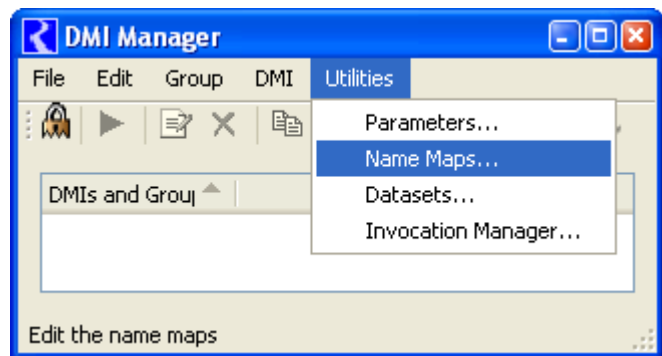 DMI Manager
File Edit Group DMI Utilities
Parameters...
Name Maps...
DMIs and Grou
Datasets...
Invocation Manager...
Edit the name maps